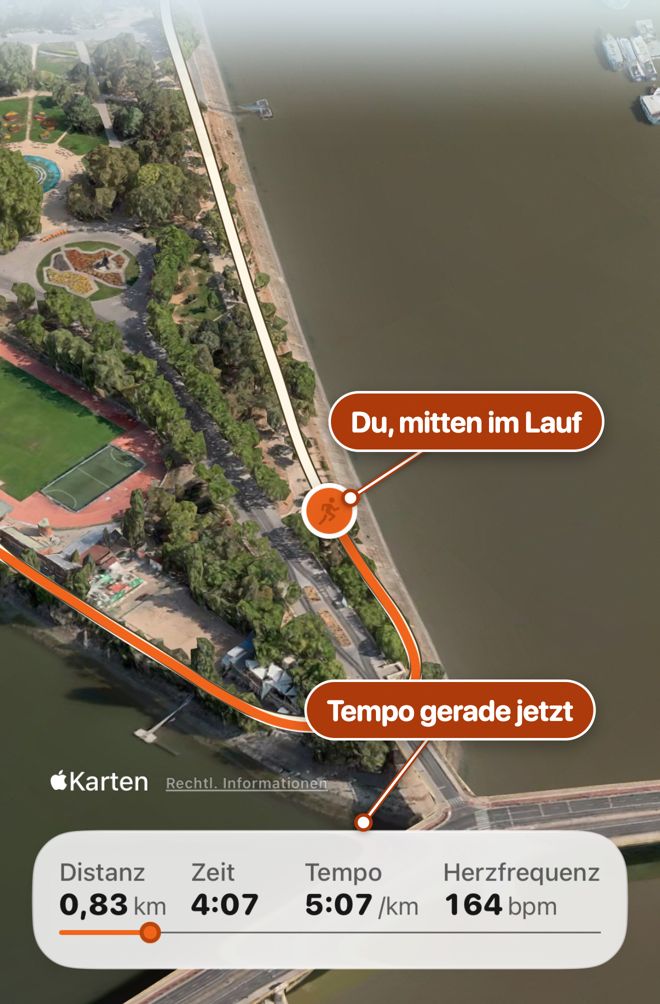 Du, mitten im Lauf
Tempo gerade jetzt
Karten Rechtl. Informationen
Distanz Zeit Tempo Herzfrequenz
0,83 km 4:07 5:07 /km 164 bpm